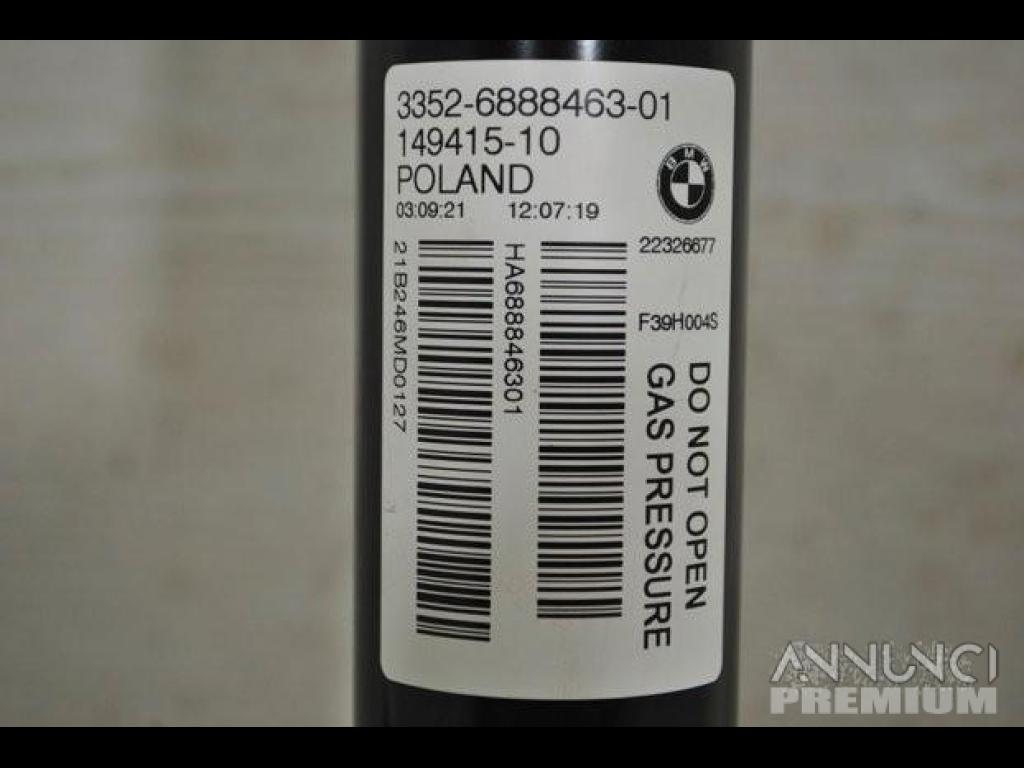 3352-6888463-01
149415-10
POLAND
03:09:21 12:07:19
BMW
22326677
21B246MD0127
HA688846301
F39H004S
DO NOT OPEN
GAS PRESSURE
ANNUNCI
PREMIUM